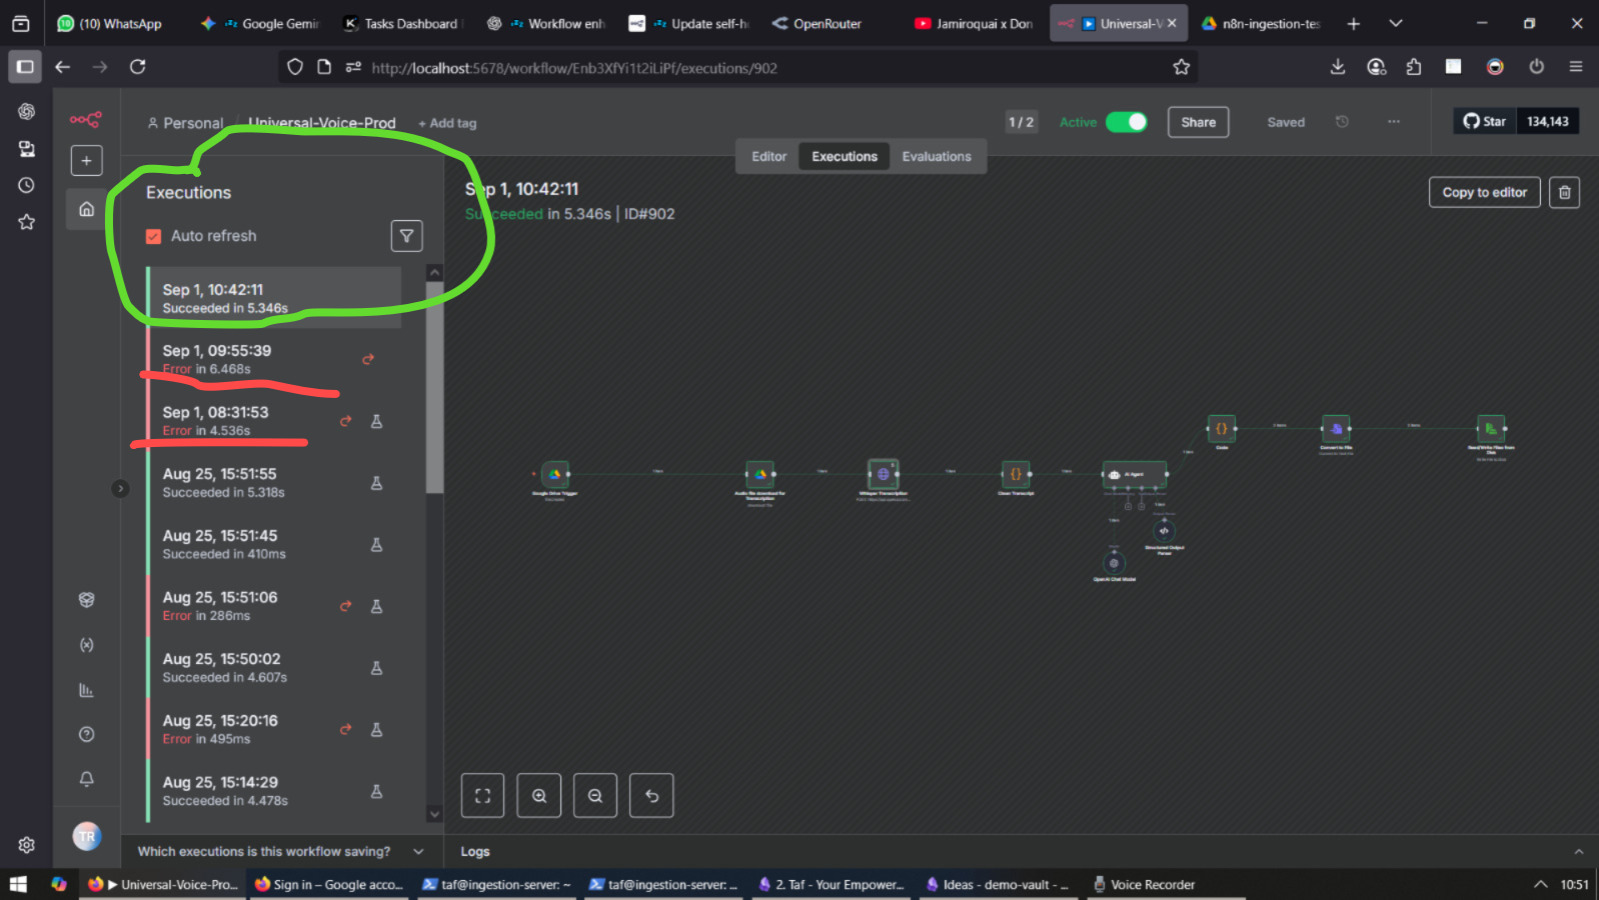 (10) WhatsApp
Google Gemin
Tasks Dashboard
Workflow enh
Update self-h
OpenRouter
Jamiroquai x Don
Universal-V
n8n-ingestion-tes
http://localhost:5678/workflow/Enb3XfYi1t2iLiPf/executions/902
Personal / Universal-Voice-Prod + Add tag
1 / 2
Active
Share
Saved
Star 134,143
Editor Executions Evaluations
Executions
Auto refresh
Sep 1, 10:42:11
Succeeded in 5.346s
Sep 1, 09:55:39
Error in 6.468s
Sep 1, 08:31:53
Error in 4.536s
Aug 25, 15:51:55
Succeeded in 5.318s
Aug 25, 15:51:45
Succeeded in 410ms
Aug 25, 15:51:06
Error in 286ms
Aug 25, 15:50:02
Succeeded in 4.607s
Aug 25, 15:20:16
Error in 495ms
Aug 25, 15:14:29
Succeeded in 4.478s
Which executions is this workflow saving?
TR
Sep 1, 10:42:11
Succeeded in 5.346s | ID#902
Copy to editor
Google Drive Trigger
Audio file download for
Transcription
Whisper Transcription
Clean Transcript
AI Agent
OpenAI Chat Model
Structured Output
Parser
Code
Convert to File
Read/Write Files from
Disk
Logs
Universal-Voice-Pro...
Sign in – Google acco...
taf@ingestion-server: ~
taf@ingestion-server: ...
2. Taf - Your Empower...
Ideas - demo-vault - ...
Voice Recorder
10:51